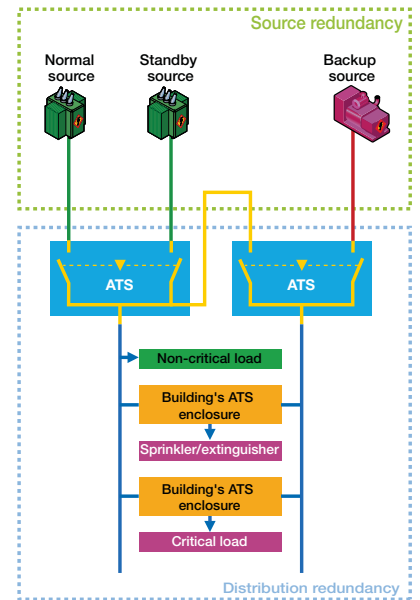 Source redundancy
Normal
source
Standby
source
Backup
source
ATS
ATS
Non-critical load
Building's ATS
enclosure
Sprinkler/extinguisher
Building's ATS
enclosure
Critical load
Distribution redundancy